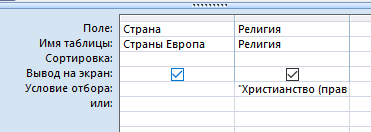 Поле: Страна Религия
Имя таблицы: Страны Европа Религия
Сортировка:
Вывод на экран:
Условие отбора: "Христианство (прав
или: